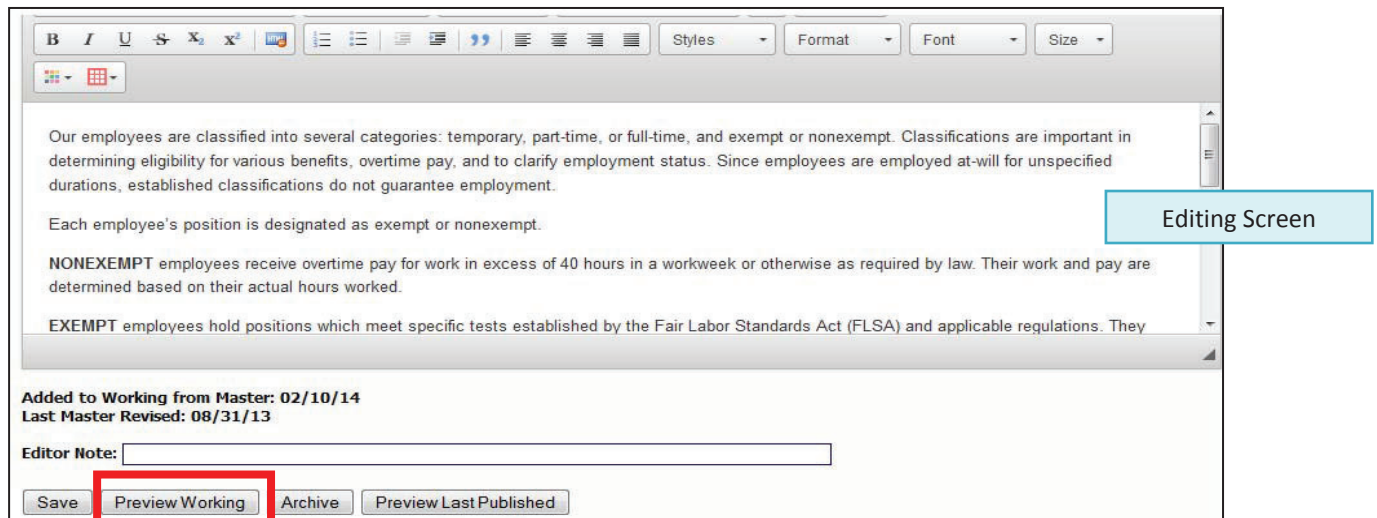 B I U S X₂ X²
Styles Format Font Size
Our employees are classified into several categories: temporary, part-time, or full-time, and exempt or nonexempt. Classifications are important in
determining eligibility for various benefits, overtime pay, and to clarify employment status. Since employees are employed at-will for unspecified
durations, established classifications do not guarantee employment.
Each employee's position is designated as exempt or nonexempt.
Editing Screen
NONEXEMPT employees receive overtime pay for work in excess of 40 hours in a workweek or otherwise as required by law. Their work and pay are
determined based on their actual hours worked.
EXEMPT employees hold positions which meet specific tests established by the Fair Labor Standards Act (FLSA) and applicable regulations. They
Added to Working from Master: 02/10/14
Last Master Revised: 08/31/13
Editor Note:
Save Preview Working Archive Preview Last Published